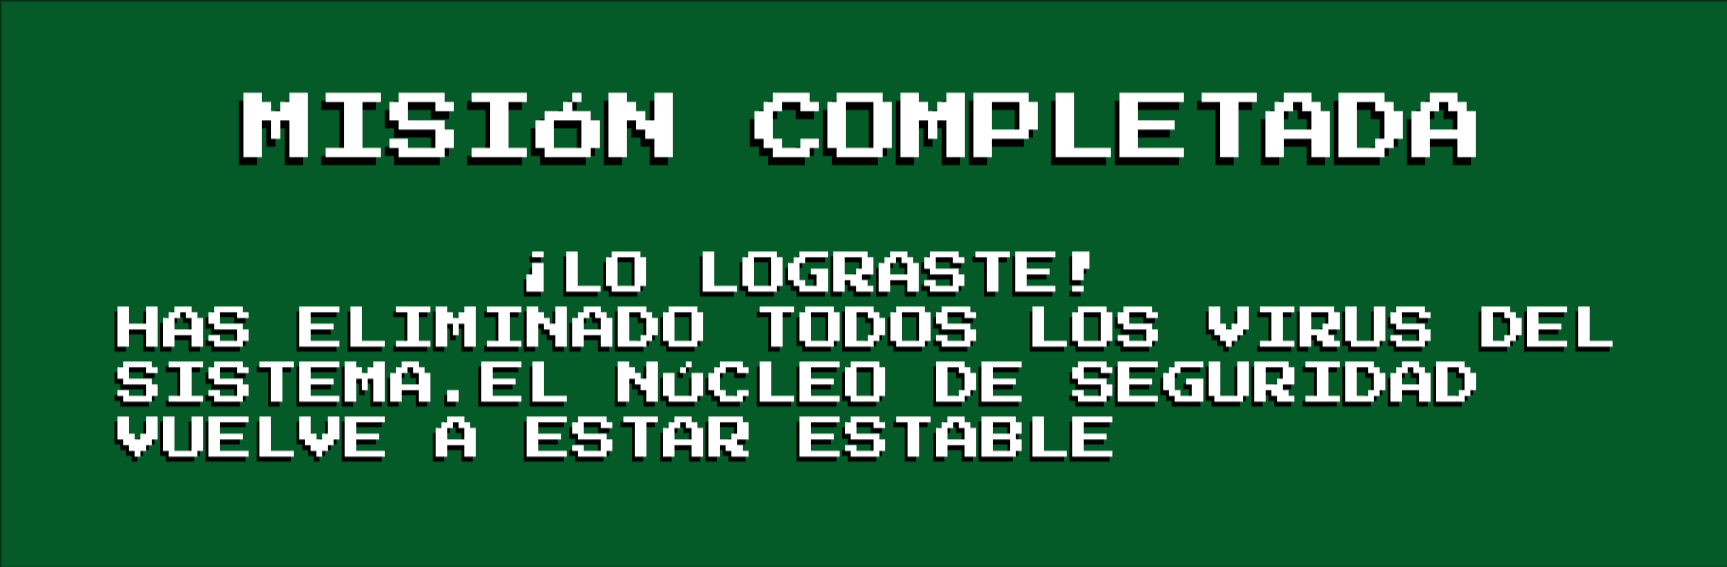 MISIóN COMPLETADA
¡LO LOGRASTE!
HAS ELIMINADO TODOS LOS VIRUS DEL
SISTEMA.EL NúCLEO DE SEGURIDAD
VUELVE A ESTAR ESTABLE